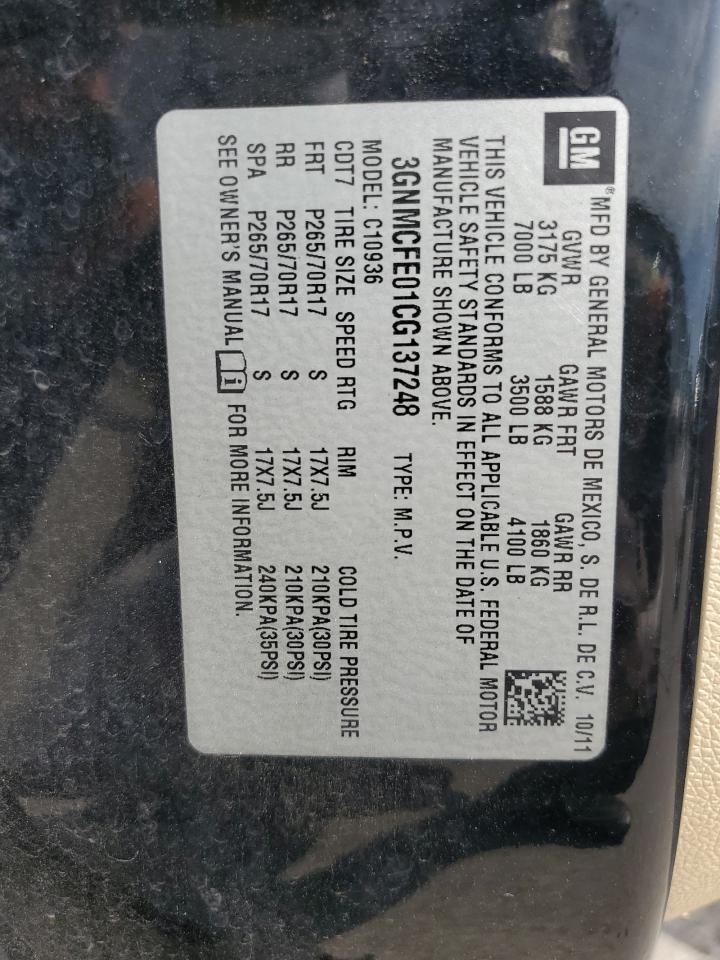 GM® MFD BY GENERAL MOTORS DE MEXICO, S. DE R.L. DE C.V. 10/11
GVWR GAWR FRT GAWR RR
3175 KG 1588 KG 1860 KG
7000 LB 3500 LB 4100 LB
THIS VEHICLE CONFORMS TO ALL APPLICABLE U.S. FEDERAL MOTOR
VEHICLE SAFETY STANDARDS IN EFFECT ON THE DATE OF
MANUFACTURE SHOWN ABOVE.
3GNMCFE01CG137248 TYPE: M.P.V.
MODEL: C10936
CDT7 TIRE SIZE SPEED RTG RIM COLD TIRE PRESSURE
FRT P265/70R17 S 17X7.5J 210KPA(30PSI)
RR P265/70R17 S 17X7.5J 210KPA(30PSI)
SPA P265/70R17 S 17X7.5J 240KPA(35PSI)
SEE OWNER'S MANUAL i FOR MORE INFORMATION.